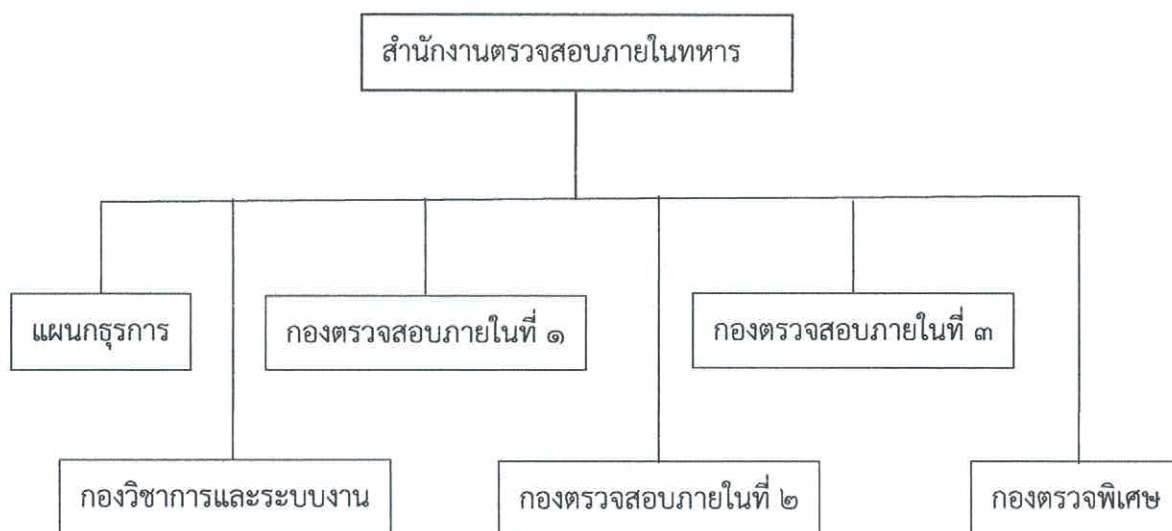 สำนักงานตรวจสอบภายในทหาร
แผนกธุรการ
กองตรวจสอบภายในที่ ๑
กองตรวจสอบภายในที่ ๓
กองวิชาการและระบบงาน
กองตรวจสอบภายในที่ ๒
กองตรวจพิเศษ